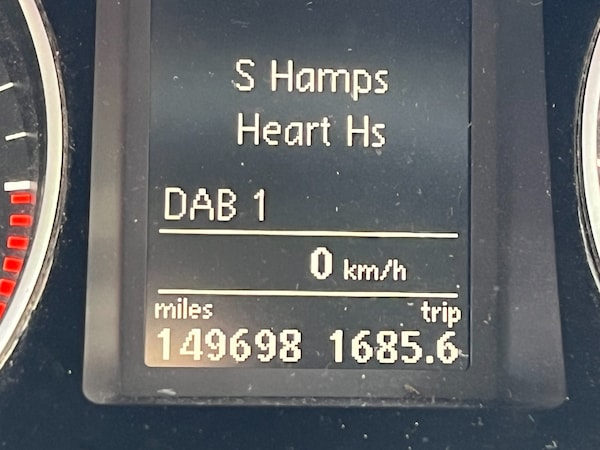 S Hamps
Heart Hs
DAB 1
0 km/h
miles trip
149698 1685.6